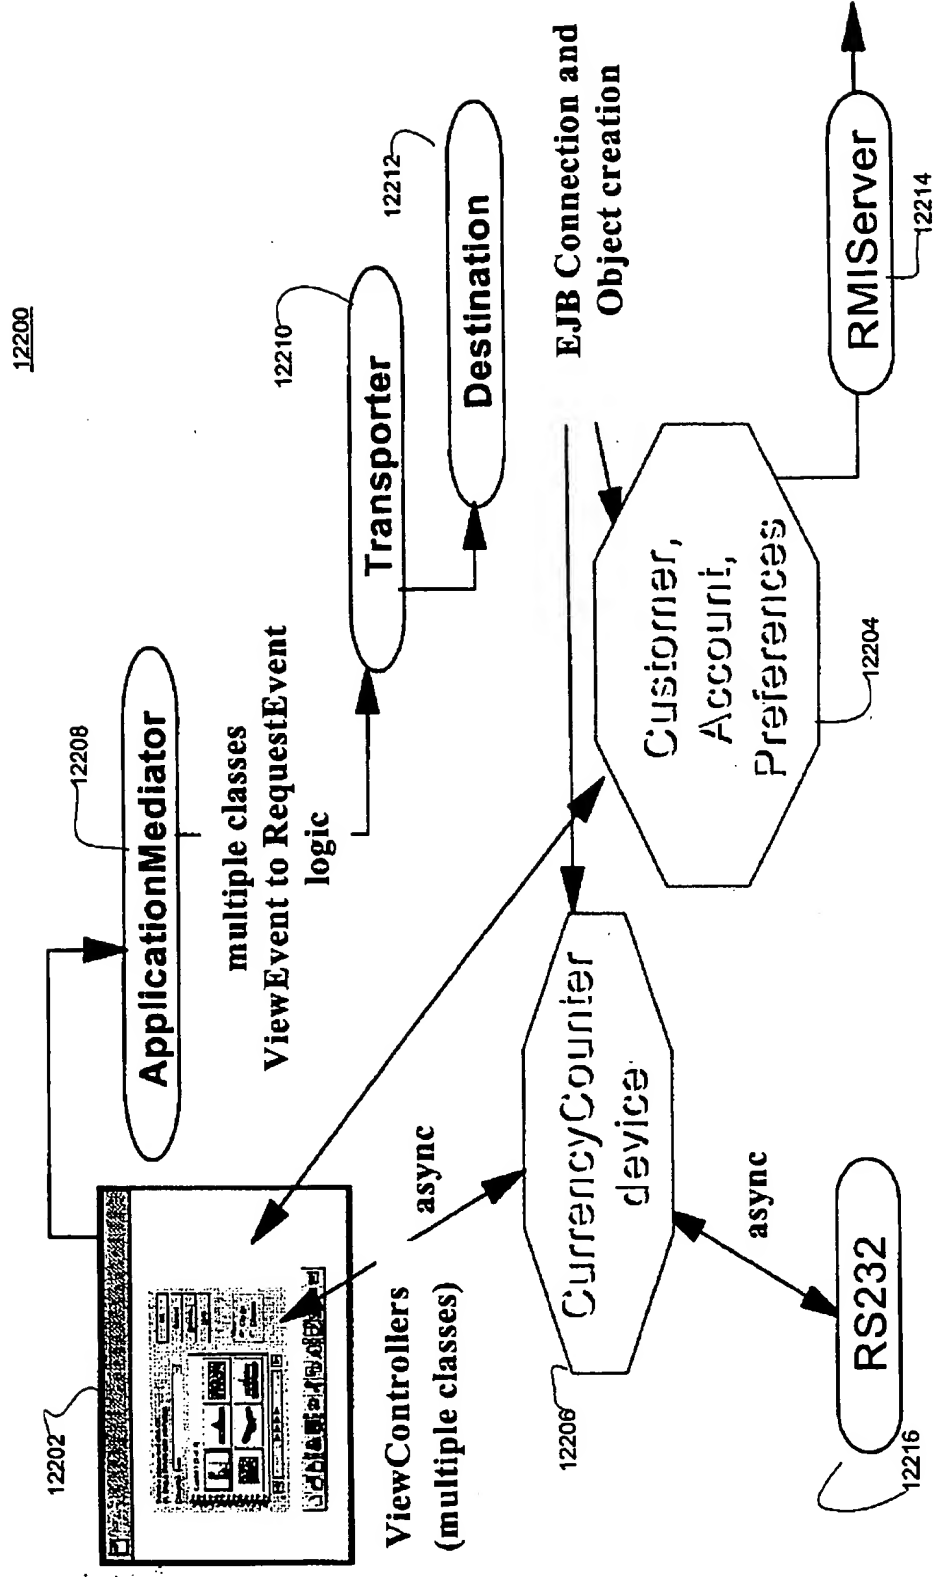 12200
12202
ViewControllers
(multiple classes)
ApplicationMediator
12208
multiple classes
ViewEvent to RequestEvent
logic
Transporter
12210
Destination
12212
EJB Connection and
Object creation
async
CurrencyCounter
device
12206
Customer,
Account,
Preferences
12204
async
RS232
12216
RMIServer
12214